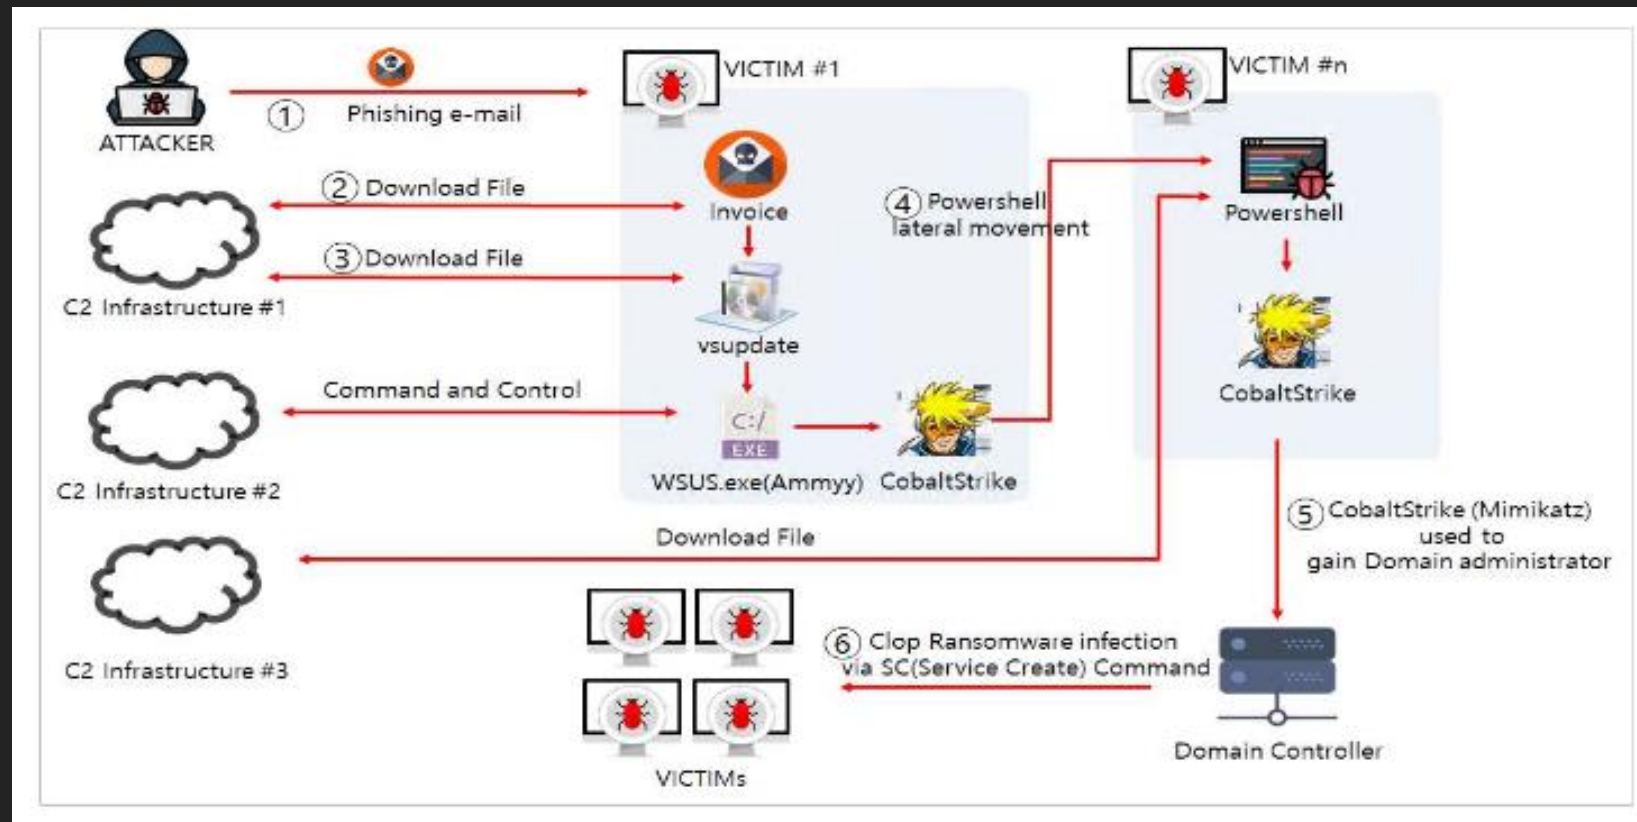 ATTACKER
① Phishing e-mail
VICTIM #1
VICTIM #n
② Download File
Invoice
③ Download File
C2 Infrastructure #1
vsupdate
④ Powershell
lateral movement
Powershell
CobaltStrike
Command and Control
C:/
EXE
WSUS.exe(Ammyy)
CobaltStrike
C2 Infrastructure #2
Download File
C2 Infrastructure #3
⑤ CobaltStrike (Mimikatz)
used to
gain Domain administrator
⑥ Clop Ransomware infection
via SC(Service Create) Command
Domain Controller
VICTIMs